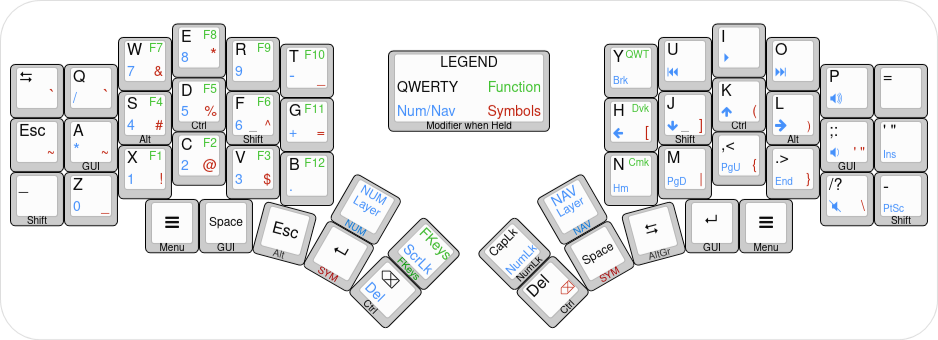 LEGEND
QWERTY Function
Num/Nav Symbols
Modifier when Held
↹ `
Q / `
W F7 7 &
E F8 8 *
R F9 9
T F10 -
Esc ~
A * ~ GUI
S F4 4 # Alt
D F5 5 % Ctrl
F F6 6 _ ^ Shift
G F11 + =
_ Shift
Z 0 _
X F1 1 !
C F2 2 @
V F3 3 $
B F12 .
☰ Menu
Space GUI
Esc Alt
↵ SYM
NUM
Layer
NUM
FKeys
ScrLk
FKeys
⌫
Del
Ctrl
Y QWT Brk
U ⏮
I ⏵
O ⏭
P 🔊
=
H Dvk ← [
J ↓ _ ] Shift
K ↑ ( Ctrl
L → ) Alt
;: 🔉 ' " GUI
' " Ins
N Cmk Hm
M PgD |
,< PgU {
.> End }
/? 🔇 \
- PtSc Shift
NAV
Layer
NAV
CapLk
NumLk
NumLk
Del ⌫
Ctrl
Space
SYM
↹ AltGr
↵ GUI
☰ Menu